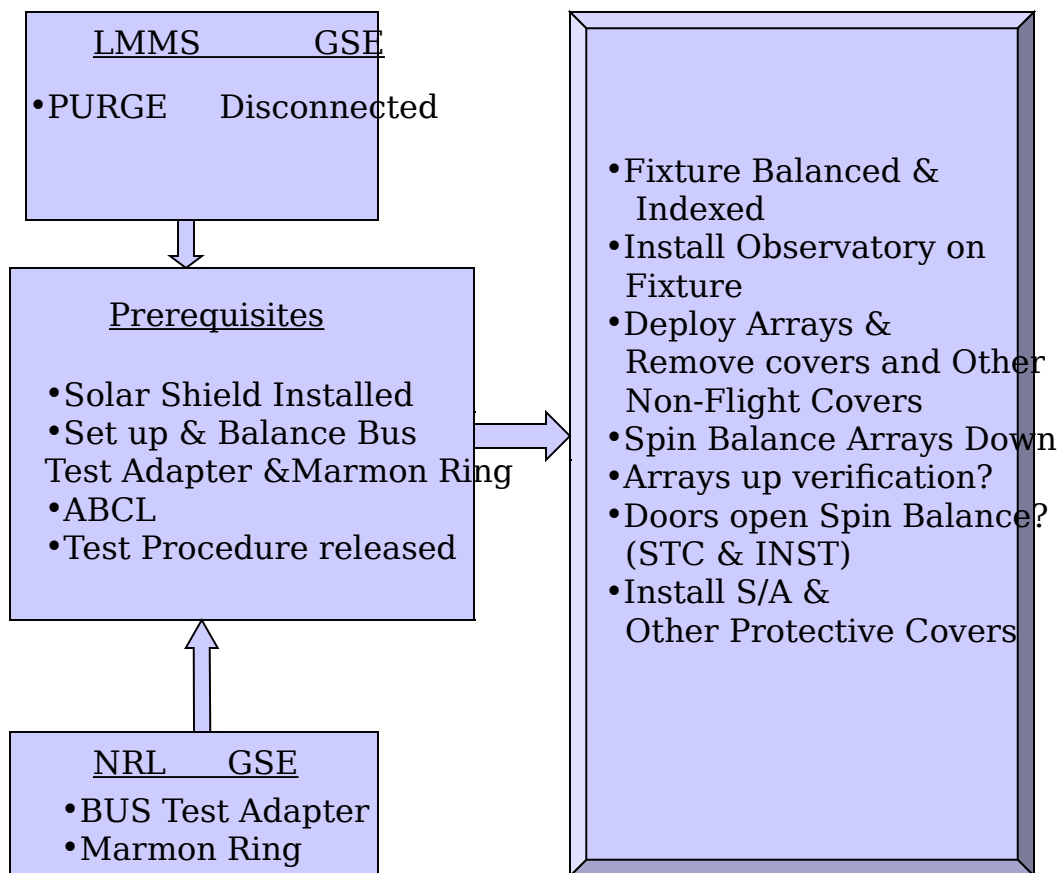 LMMS GSE
•PURGE Disconnected
Prerequisites
•Solar Shield Installed
•Set up & Balance Bus
Test Adapter &Marmon Ring
•ABCL
•Test Procedure released
NRL GSE
•BUS Test Adapter
•Marmon Ring
•Fixture Balanced &
Indexed
•Install Observatory on
Fixture
•Deploy Arrays &
Remove covers and Other
Non-Flight Covers
•Spin Balance Arrays Down
•Arrays up verification?
•Doors open Spin Balance?
(STC & INST)
•Install S/A &
Other Protective Covers